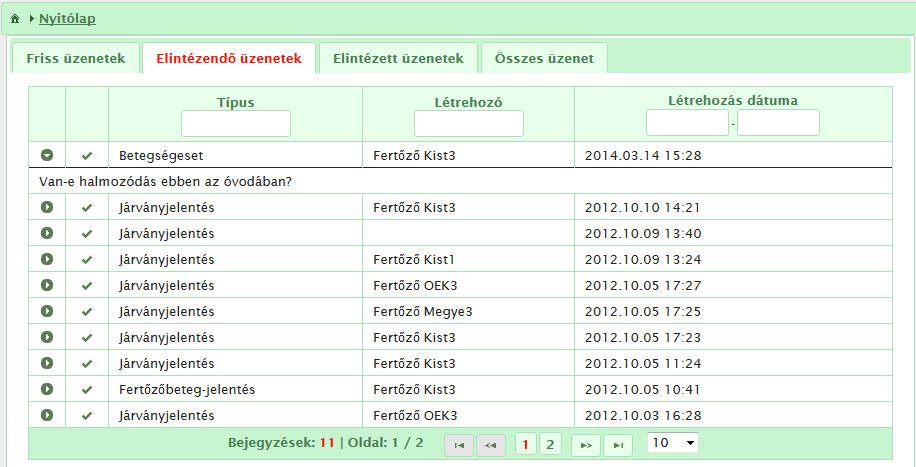 Nyitólap
Friss üzenetek Elintézendő üzenetek Elintézett üzenetek Összes üzenet
Típus Létrehozó Létrehozás dátuma
-
Betegségeset Fertőző Kist3 2014.03.14 15:28
Van-e halmozódás ebben az óvodában?
Járványjelentés Fertőző Kist3 2012.10.10 14:21
Járványjelentés 2012.10.09 13:40
Járványjelentés Fertőző Kist1 2012.10.09 13:24
Járványjelentés Fertőző OEK3 2012.10.05 17:27
Járványjelentés Fertőző Megye3 2012.10.05 17:25
Járványjelentés Fertőző Kist3 2012.10.05 17:23
Járványjelentés Fertőző Kist3 2012.10.05 11:24
Fertőzőbeteg-jelentés Fertőző Kist3 2012.10.05 10:41
Járványjelentés Fertőző OEK3 2012.10.03 16:28
Bejegyzések: 11 | Oldal: 1 / 2 1 2 10